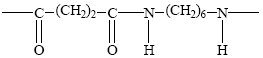 —C—(CH₂)₂—C—N—(CH₂)₆—N—
O O H H